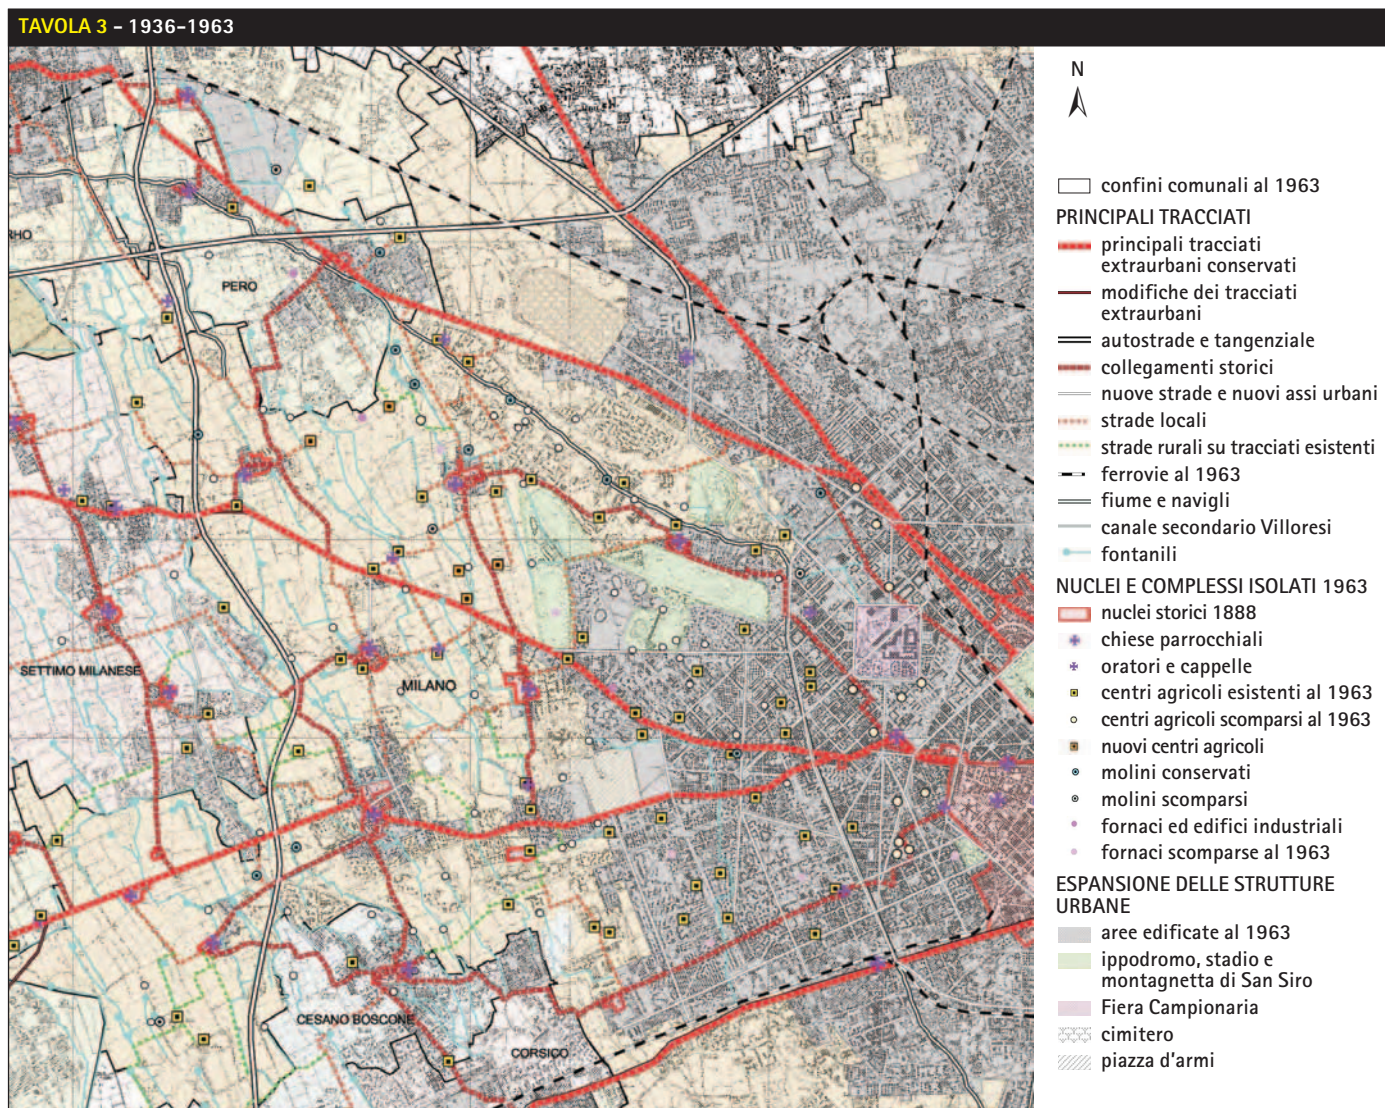 TAVOLA 3 - 1936-1963
N
confini comunali al 1963
PRINCIPALI TRACCIATI
principali tracciati
extraurbani conservati
modifiche dei tracciati
extraurbani
autostrade e tangenziale
collegamenti storici
nuove strade e nuovi assi urbani
strade locali
strade rurali su tracciati esistenti
ferrovie al 1963
fiume e navigli
canale secondario Villoresi
fontanili
NUCLEI E COMPLESSI ISOLATI 1963
nuclei storici 1888
chiese parrocchiali
oratori e cappelle
centri agricoli esistenti al 1963
centri agricoli scomparsi al 1963
nuovi centri agricoli
molini conservati
molini scomparsi
fornaci ed edifici industriali
fornaci scomparse al 1963
ESPANSIONE DELLE STRUTTURE
URBANE
aree edificate al 1963
ippodromo, stadio e
montagnetta di San Siro
Fiera Campionaria
cimitero
piazza d'armi
RHO
PERO
SETTIMO MILANESE
MILANO
CESANO BOSCONE
CORSICO